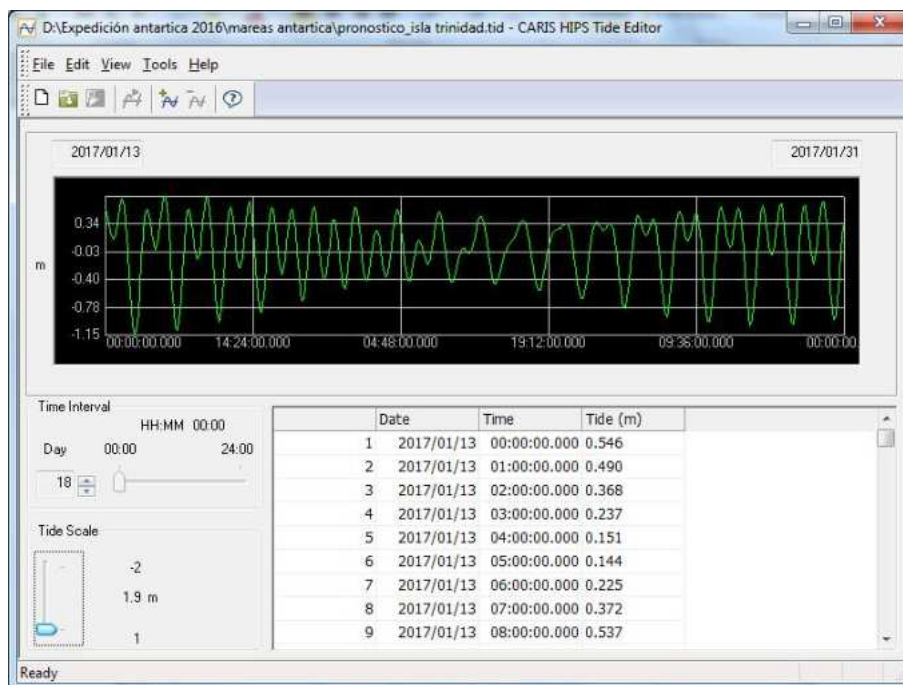 D:\Expedición antartica 2016\mareas antartica\pronostico_isla trinidad.tid - CARIS HIPS Tide Editor
File Edit View Tools Help
2017/01/13 2017/01/31
0.34
-0.03
m
-0.40
-0.78
-1.15
00:00:00.000 14:24:00.000 04:48:00.000 19:12:00.000 09:36:00.000 00:00:00.
Time Interval
HH:MM 00:00
Day 00:00 24:00
18
Tide Scale
-2
1.9 m
1
Date Time Tide (m)
1 2017/01/13 00:00:00.000 0.546
2 2017/01/13 01:00:00.000 0.490
3 2017/01/13 02:00:00.000 0.368
4 2017/01/13 03:00:00.000 0.237
5 2017/01/13 04:00:00.000 0.151
6 2017/01/13 05:00:00.000 0.144
7 2017/01/13 06:00:00.000 0.225
8 2017/01/13 07:00:00.000 0.372
9 2017/01/13 08:00:00.000 0.537
Ready